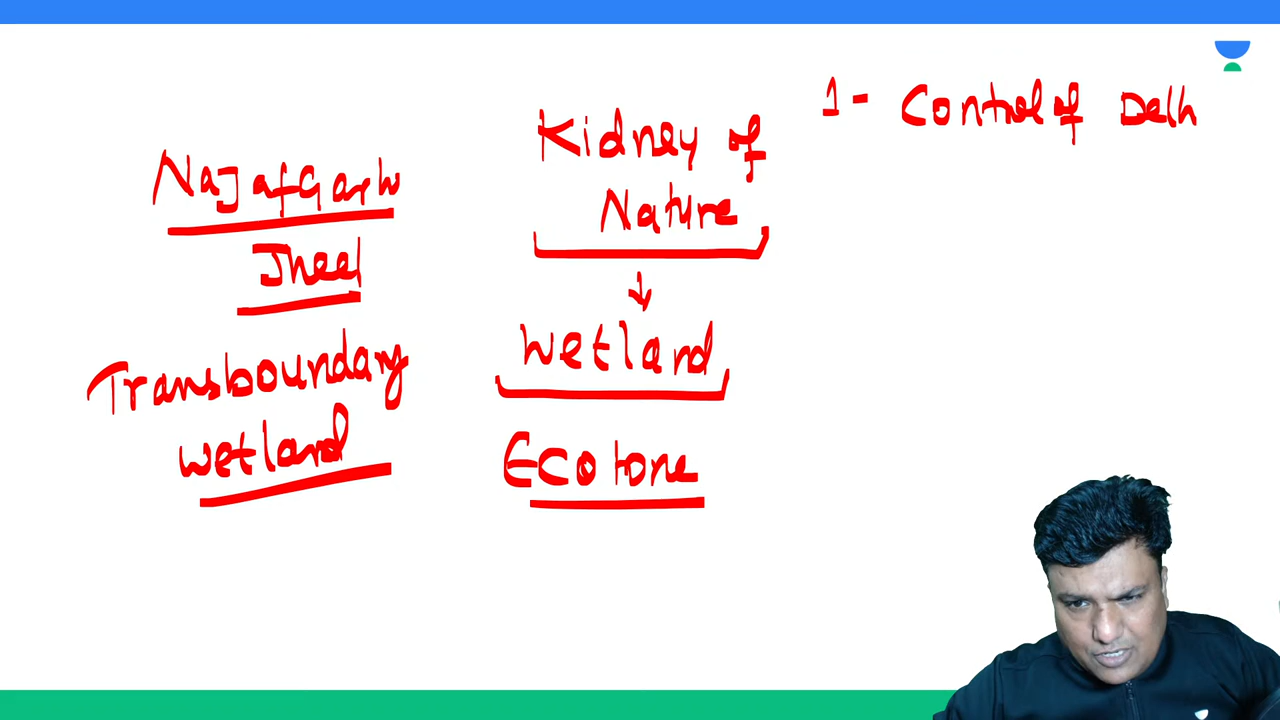 NajafGarh
Jheel
Transboundary
wetland
Kidney of
Nature
Wetland
Ecotone
1- Control of Delh